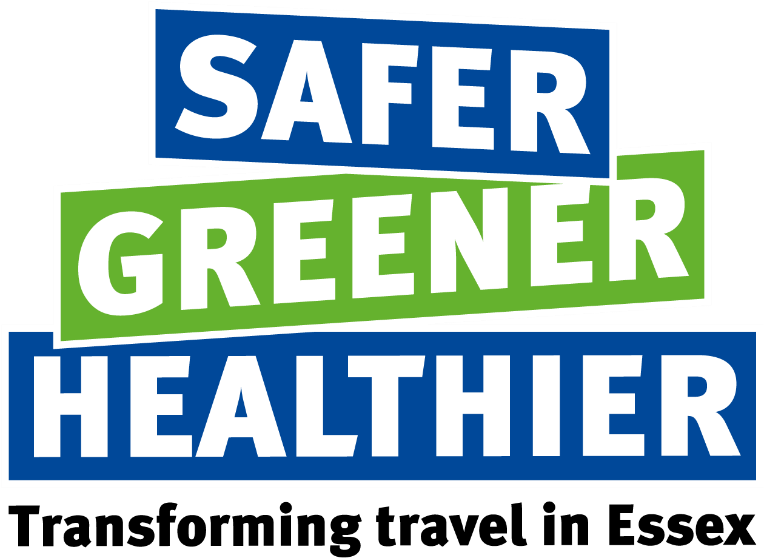 SAFER
GREENER
HEALTHIER
Transforming travel in Essex